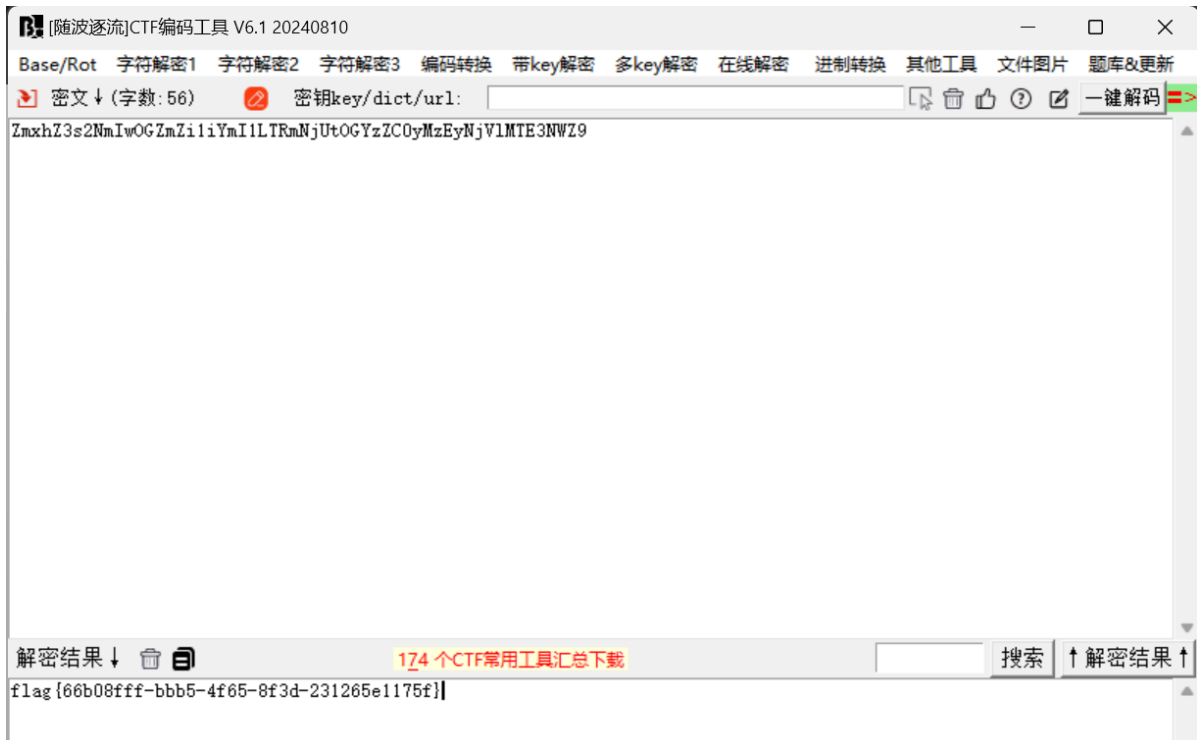 [随波逐流]CTF编码工具 V6.1 20240810
Base/Rot 字符解密1 字符解密2 字符解密3 编码转换 带key解密 多key解密 在线解密 进制转换 其他工具 文件图片 题库&更新
密文↓(字数:56) 密钥key/dict/url: 一键解码 =>
ZmxhZ3s2NmIwOGZmZi1iYmI1LTRmNjUtOGYzZC0yMzEyNjVlMTE3NWZ9
解密结果↓ 174 个CTF常用工具汇总下载 搜索 ↑解密结果↑
flag{66b08fff-bbb5-4f65-8f3d-231265e1175f}